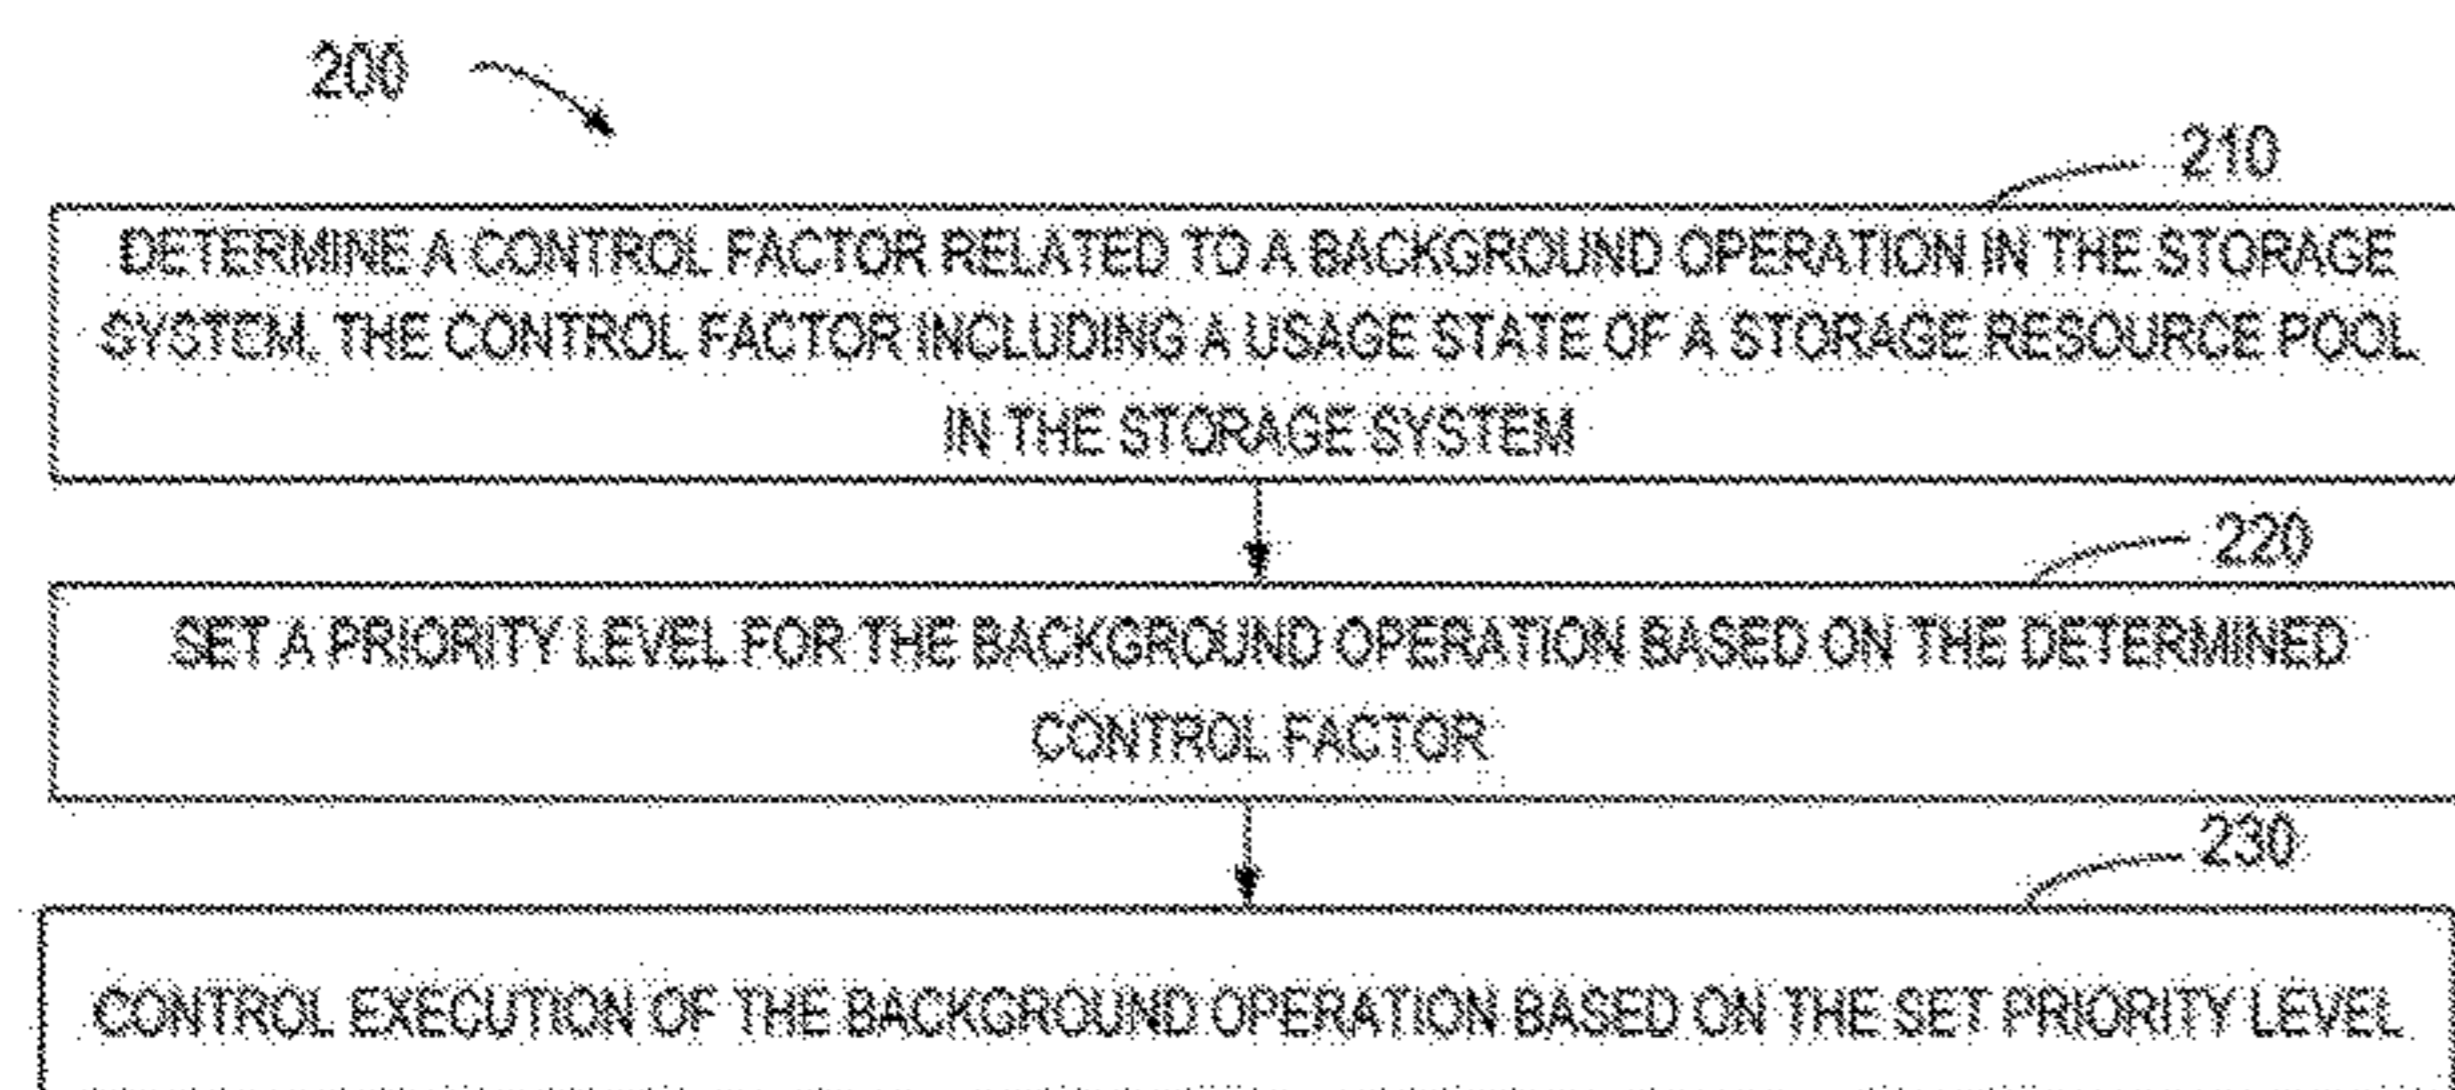 200
210
DETERMINE A CONTROL FACTOR RELATED TO A BACKGROUND OPERATION IN THE STORAGE
SYSTEM, THE CONTROL FACTOR INCLUDING A USAGE STATE OF A STORAGE RESOURCE POOL
IN THE STORAGE SYSTEM
220
SET A PRIORITY LEVEL FOR THE BACKGROUND OPERATION BASED ON THE DETERMINED
CONTROL FACTOR
230
CONTROL EXECUTION OF THE BACKGROUND OPERATION BASED ON THE SET PRIORITY LEVEL